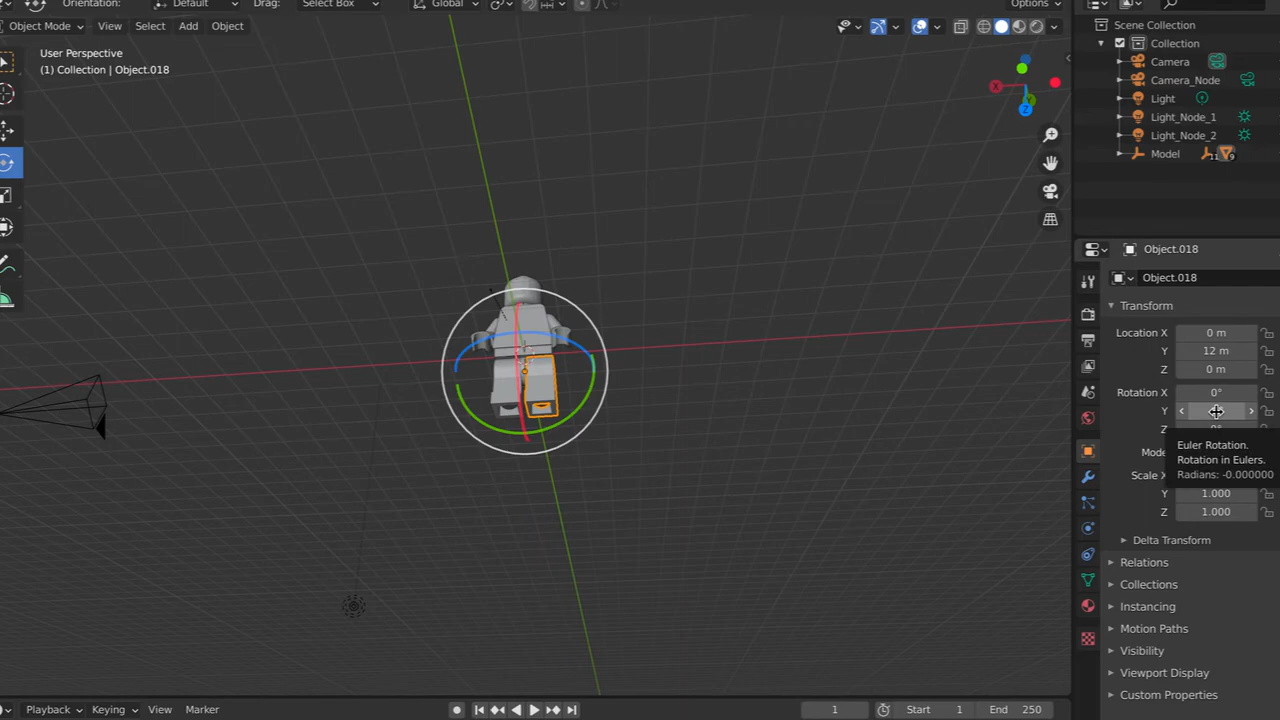 Orientation: Default Drag: Select Box Global Options
Object Mode View Select Add Object
User Perspective
(1) Collection | Object.018
X
Z
Scene Collection
Collection
Camera
Camera_Node
Light
Light_Node_1
Light_Node_2
Model 11 9
Object.018
Object.018
Transform
Location X 0 m
Y 12 m
Z 0 m
Rotation X 0°
Y
Z 0°
Mode
Scale X
Y 1.000
Z 1.000
Euler Rotation.
Rotation in Eulers.
Radians: -0.000000
Delta Transform
Relations
Collections
Instancing
Motion Paths
Visibility
Viewport Display
Custom Properties
Playback Keying View Marker 1 Start 1 End 250